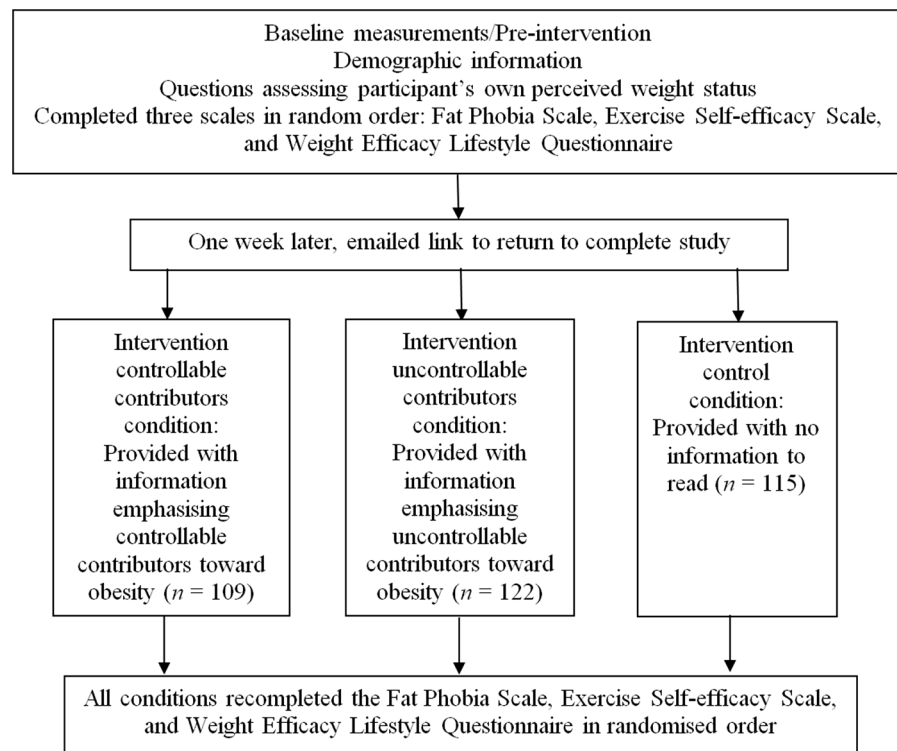 Baseline measurements/Pre-intervention
Demographic information
Questions assessing participant's own perceived weight status
Completed three scales in random order: Fat Phobia Scale, Exercise Self-efficacy Scale,
and Weight Efficacy Lifestyle Questionnaire
One week later, emailed link to return to complete study
Intervention
controllable
contributors
condition:
Provided with
information
emphasising
controllable
contributors toward
obesity (n = 109)
Intervention
uncontrollable
contributors
condition:
Provided with
information
emphasising
uncontrollable
contributors toward
obesity (n = 122)
Intervention
control
condition:
Provided with no
information to
read (n = 115)
All conditions recompleted the Fat Phobia Scale, Exercise Self-efficacy Scale,
and Weight Efficacy Lifestyle Questionnaire in randomised order